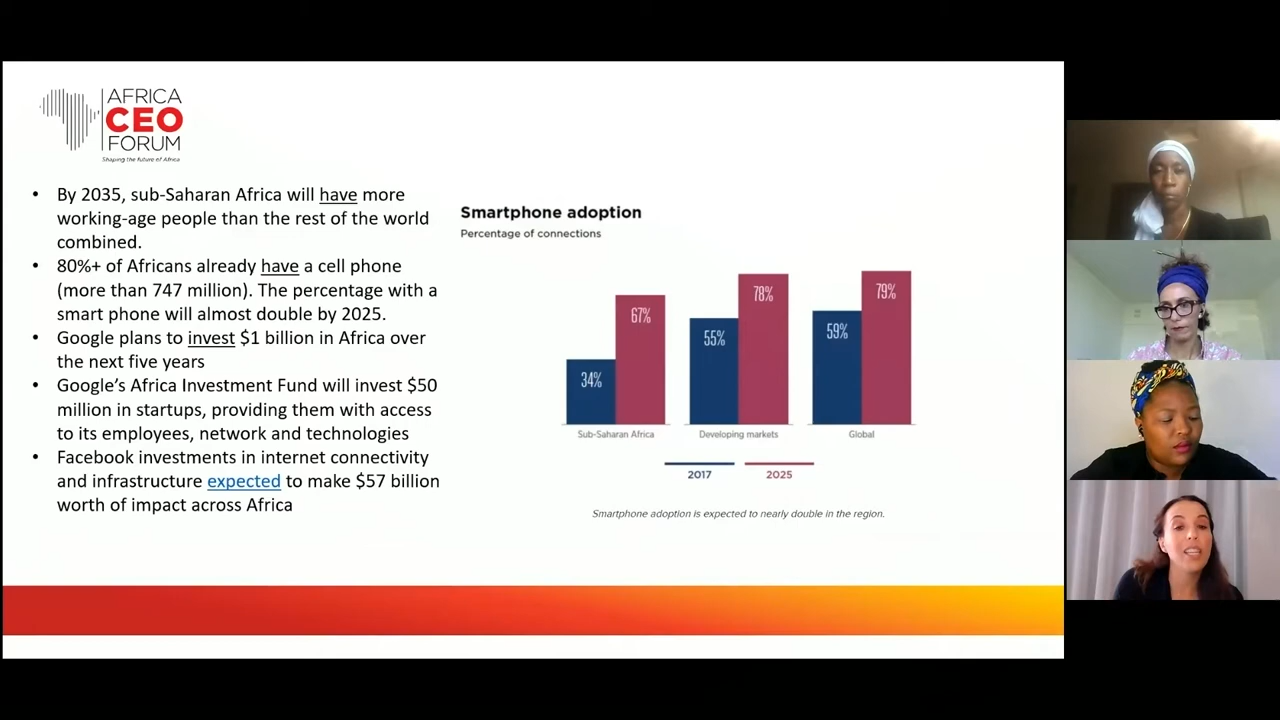 AFRICA
CEO
FORUM
Shaping the future of Africa
• By 2035, sub-Saharan Africa will have more
working-age people than the rest of the world
combined.
• 80%+ of Africans already have a cell phone
(more than 747 million). The percentage with a
smart phone will almost double by 2025.
• Google plans to invest $1 billion in Africa over
the next five years
• Google's Africa Investment Fund will invest $50
million in startups, providing them with access
to its employees, network and technologies
• Facebook investments in internet connectivity
and infrastructure expected to make $57 billion
worth of impact across Africa
Smartphone adoption
Percentage of connections
34%
67%
55%
78%
59%
79%
Sub-Saharan Africa
Developing markets
Global
2017
2025
Smartphone adoption is expected to nearly double in the region.